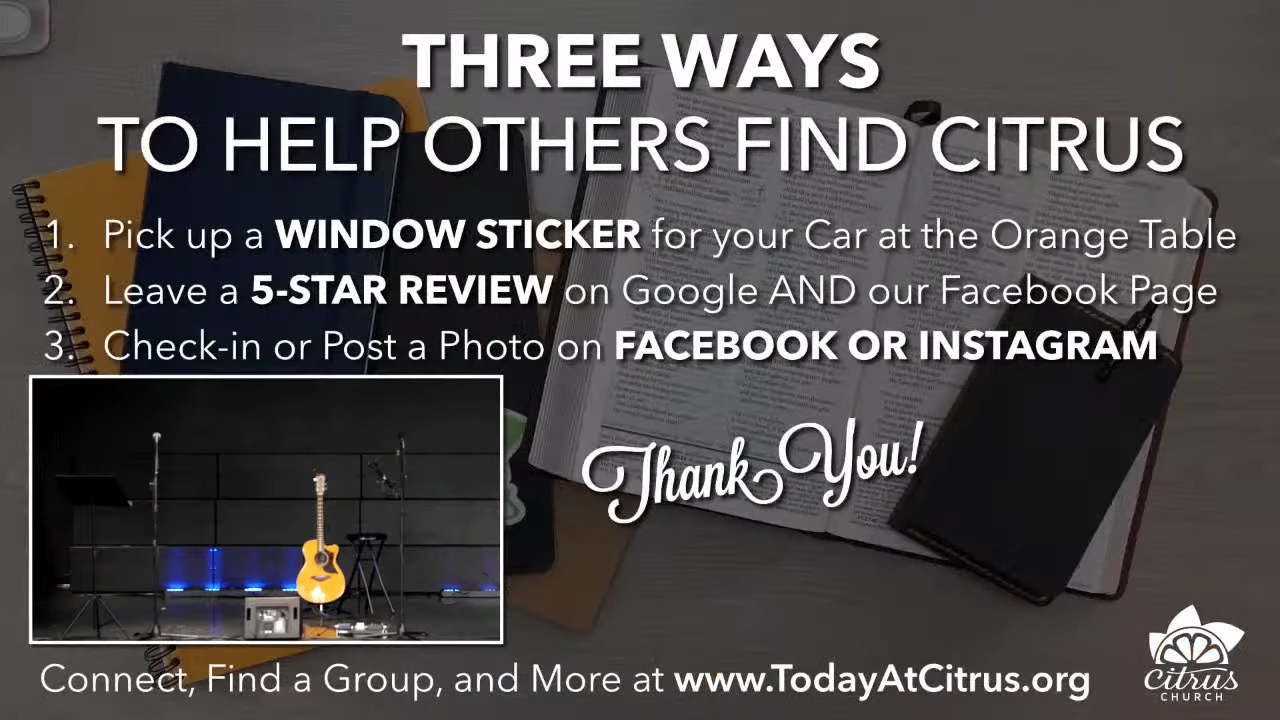 THREE WAYS
TO HELP OTHERS FIND CITRUS
1. Pick up a WINDOW STICKER for your Car at the Orange Table
2. Leave a 5-STAR REVIEW on Google AND our Facebook Page
3. Check-in or Post a Photo on FACEBOOK OR INSTAGRAM
Thank You!
Connect, Find a Group, and More at www.TodayAtCitrus.org
citrus
CHURCH